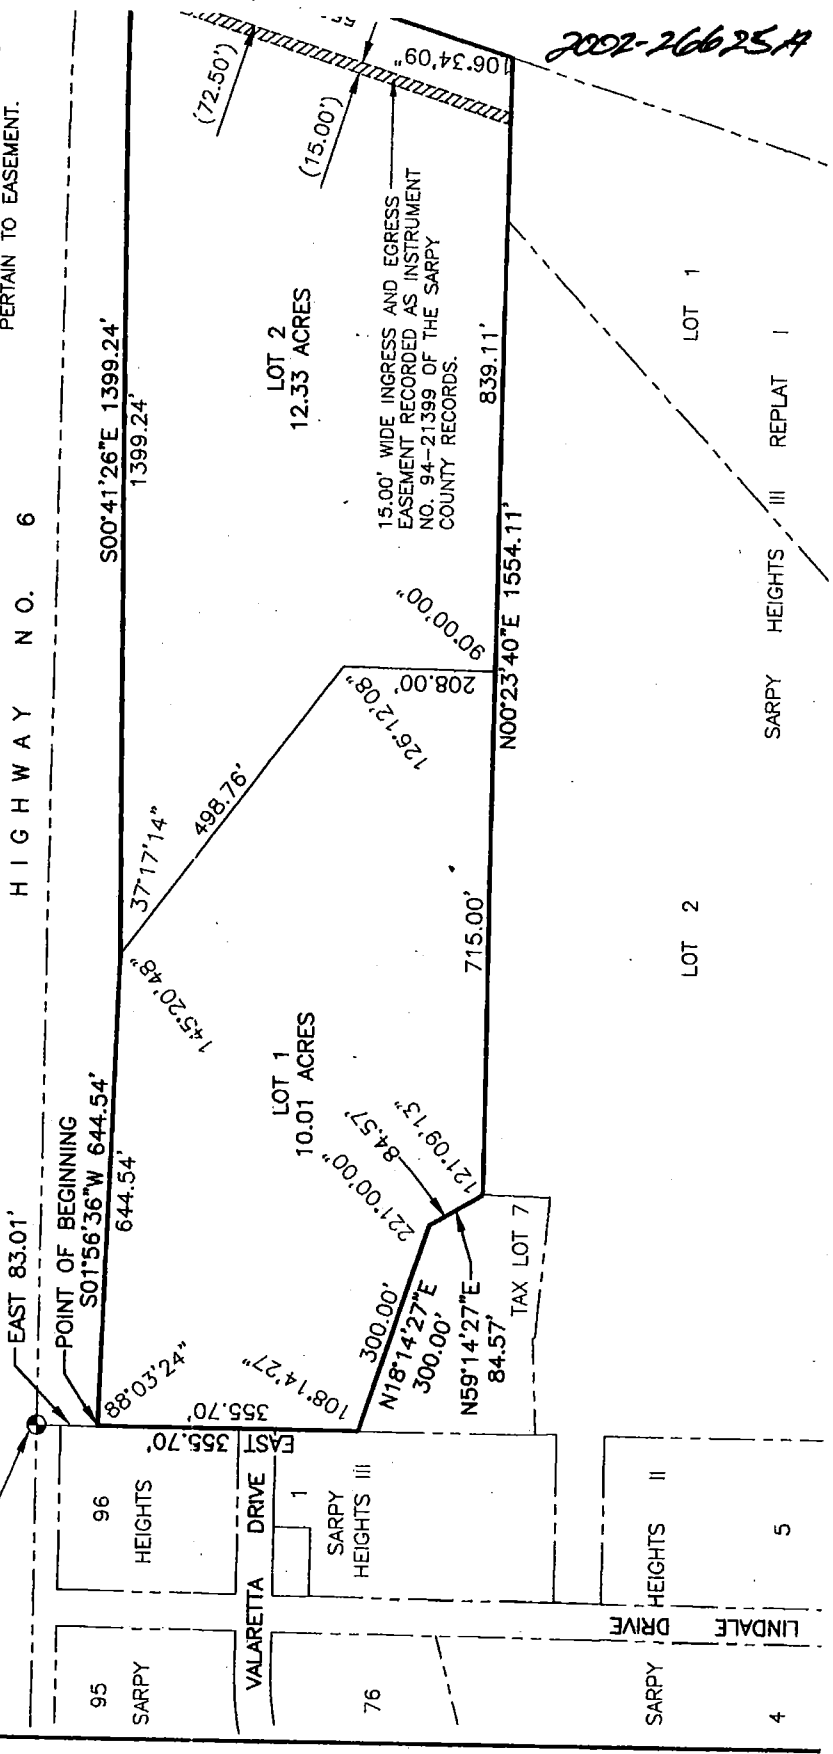 2002-26625A
PERTAIN TO EASEMENT.
HIGHWAY NO. 6
EAST 83.01'
POINT OF BEGINNING
S01°56'36"W 644.54'
644.54'
S00°41'26"E 1399.24'
1399.24'
(72.50')
(15.00')
106°34'09"
15.00' WIDE INGRESS AND EGRESS
EASEMENT RECORDED AS INSTRUMENT
NO. 94-21399 OF THE SARPY
COUNTY RECORDS.
LOT 2
12.33 ACRES
839.11'
N00°23'40"E 1554.11'
90°00'00"
208.00'
126°12'08"
498.76'
37°17'14"
145°20'48"
LOT 1
10.01 ACRES
715.00'
121°09'13"
84.57'
221°00'00"
300.00'
N18°14'27"E
300.00'
N59°14'27"E
84.57'
TAX LOT 7
88°03'24"
108°14'27"
355.70'
EAST 355.70'
96
HEIGHTS
VALARETTA DRIVE
1
SARPY
HEIGHTS III
95
SARPY
76
LINDALE DRIVE
SARPY HEIGHTS II
4
5
LOT 2
LOT 1
SARPY HEIGHTS III REPLAT I